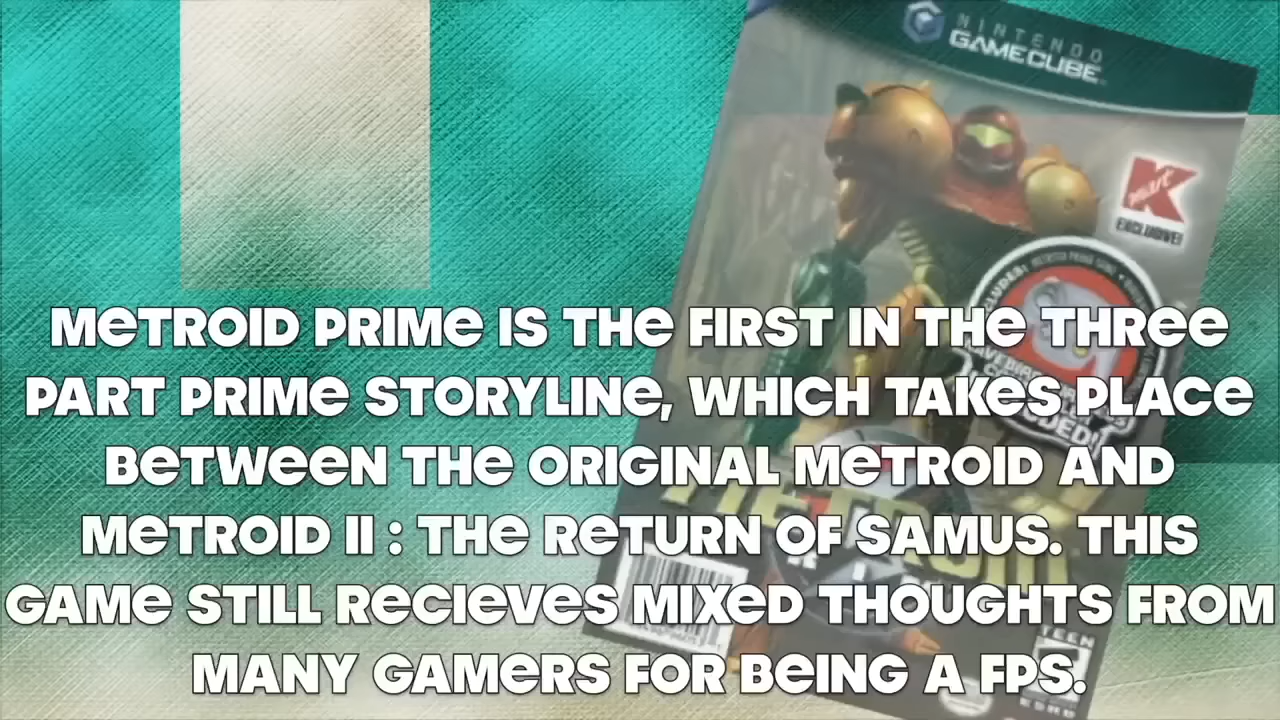 NINTENDO
GAMECUBE
K
EXCLUSIVE!
METROID PRIME IS THE FIRST IN THE THREE
PART PRIME STORYLINE, WHICH TAKES PLACE
BETWEEN THE ORIGINAL METROID AND
METROID II : THE RETURN OF SAMUS. THIS
GAME STILL RECIEVES MIXED THOUGHTS FROM
MANY GAMERS FOR BEING A FPS.
METROID
TEEN